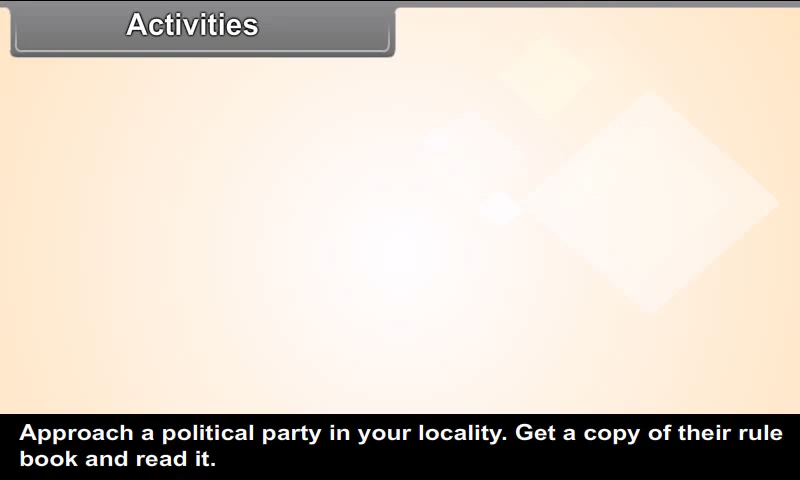 Activities
Approach a political party in your locality. Get a copy of their rule
book and read it.